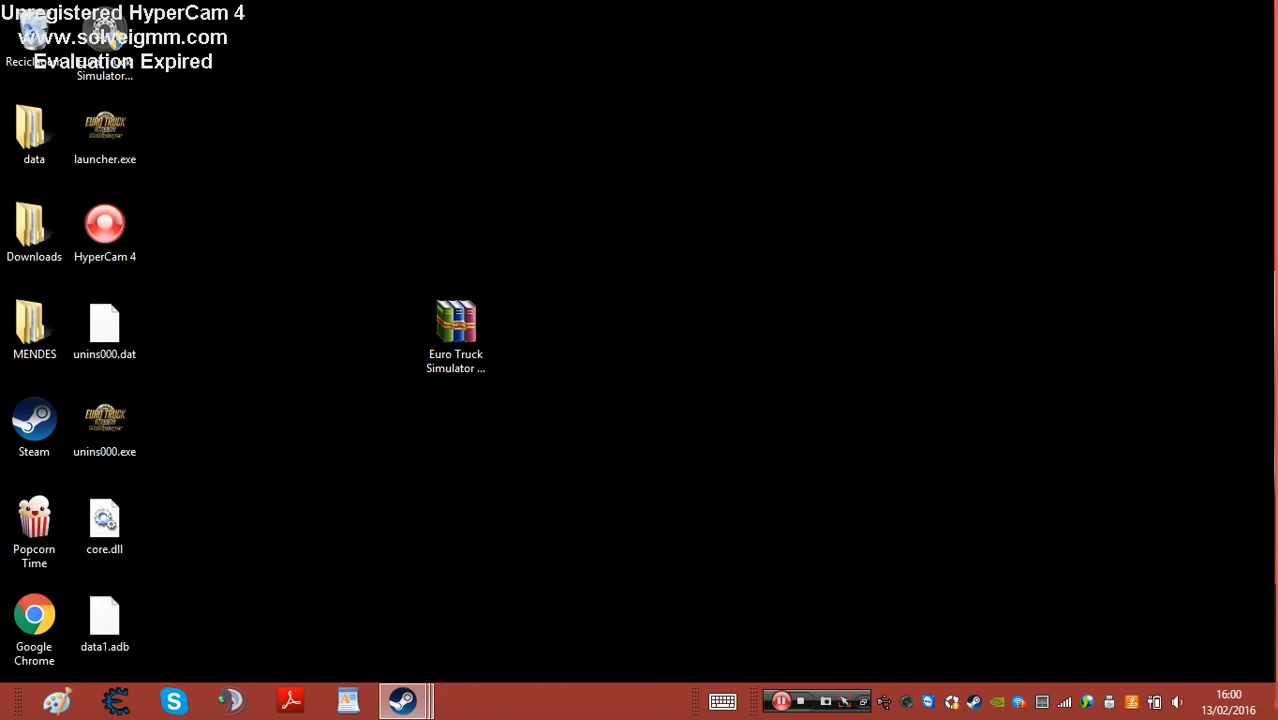 Unregistered HyperCam 4
www.solveigmm.com
Evaluation Expired
Simulator...
data
launcher.exe
Downloads
HyperCam 4
MENDES
unins000.dat
Euro Truck
Simulator ...
Steam
unins000.exe
Popcorn
Time
core.dll
Google
Chrome
data1.adb
16:00
13/02/2016